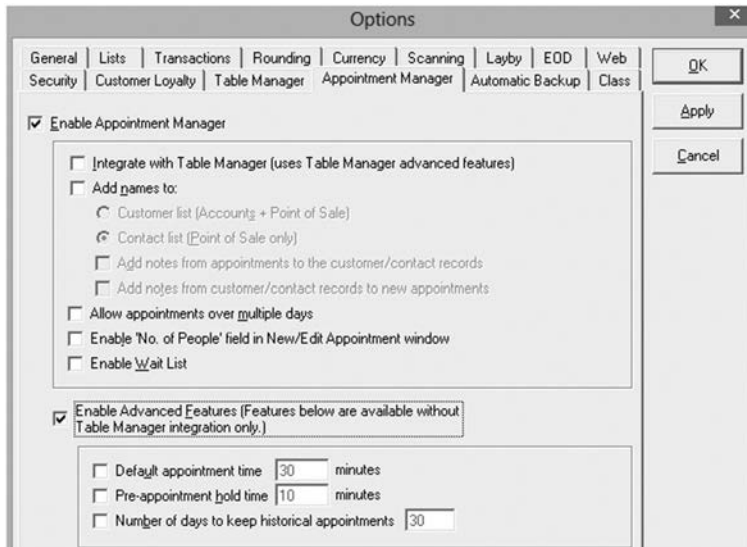 Options
General Lists Transactions Rounding Currency Scanning Layby EOD Web
Security Customer Loyalty Table Manager Appointment Manager Automatic Backup Class
OK
Apply
Cancel
Enable Appointment Manager
Integrate with Table Manager (uses Table Manager advanced features)
Add names to:
Customer list (Accounts + Point of Sale)
Contact list (Point of Sale only)
Add notes from appointments to the customer/contact records
Add notes from customer/contact records to new appointments
Allow appointments over multiple days
Enable 'No. of People' field in New/Edit Appointment window
Enable Wait List
Enable Advanced Features (Features below are available without
Table Manager integration only.)
Default appointment time 30 minutes
Pre-appointment hold time 10 minutes
Number of days to keep historical appointments 30